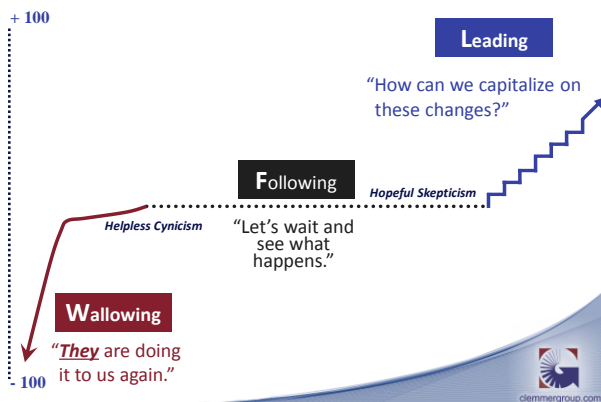 + 100
Leading
“How can we capitalize on
these changes?”
Following
Hopeful Skepticism
Helpless Cynicism
“Let’s wait and
see what
happens.”
Wallowing
“They are doing
it to us again.”
- 100
clemmergroup.com